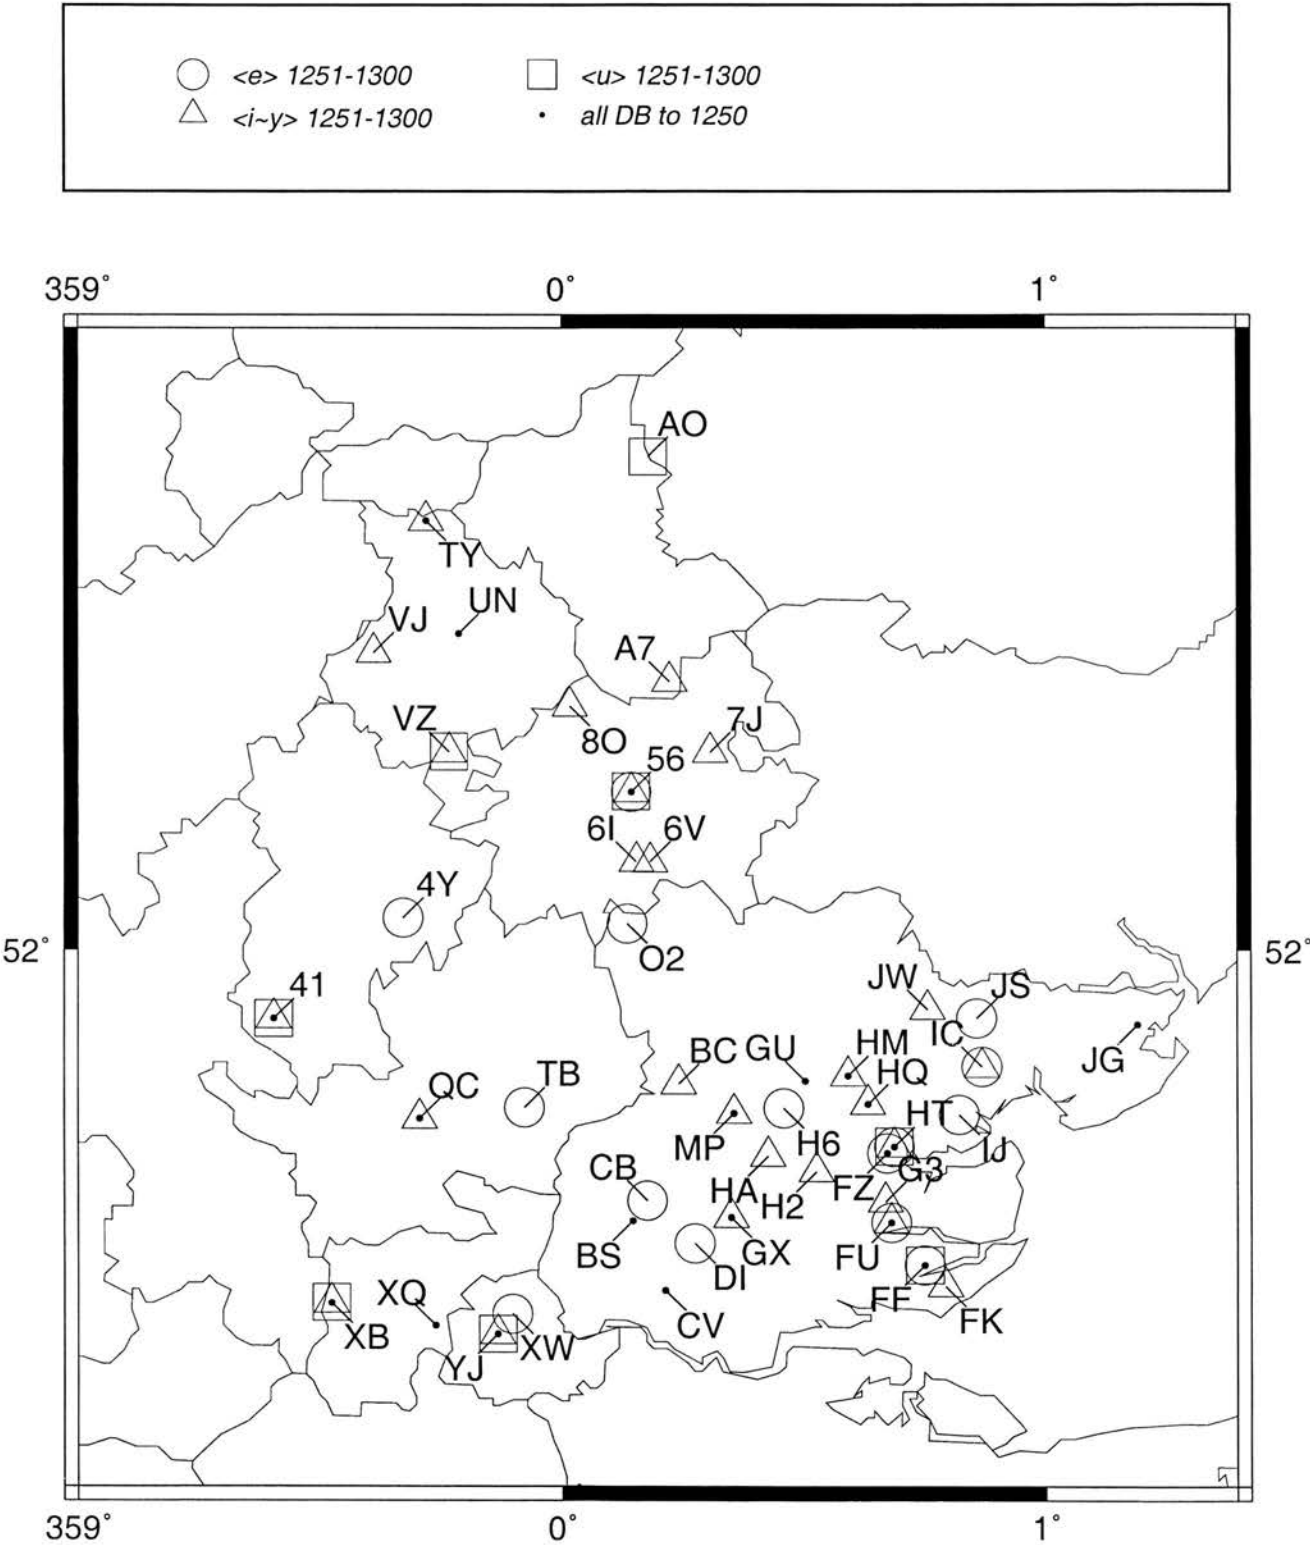 <e> 1251-1300 <u> 1251-1300
<i~y> 1251-1300 all DB to 1250
359° 0° 1°
AO
TY
UN
VJ
A7
VZ
8O
7J
56
6I 6V
4Y
52° O2 52°
41 JW JS
IC
BC GU HM JG
QC TB HQ
HT
MP H6 IJ
CB HA H2 FZ G3
BS GX FU
DI
XQ FF
XB CV FK
YJ XW
359° 0° 1°